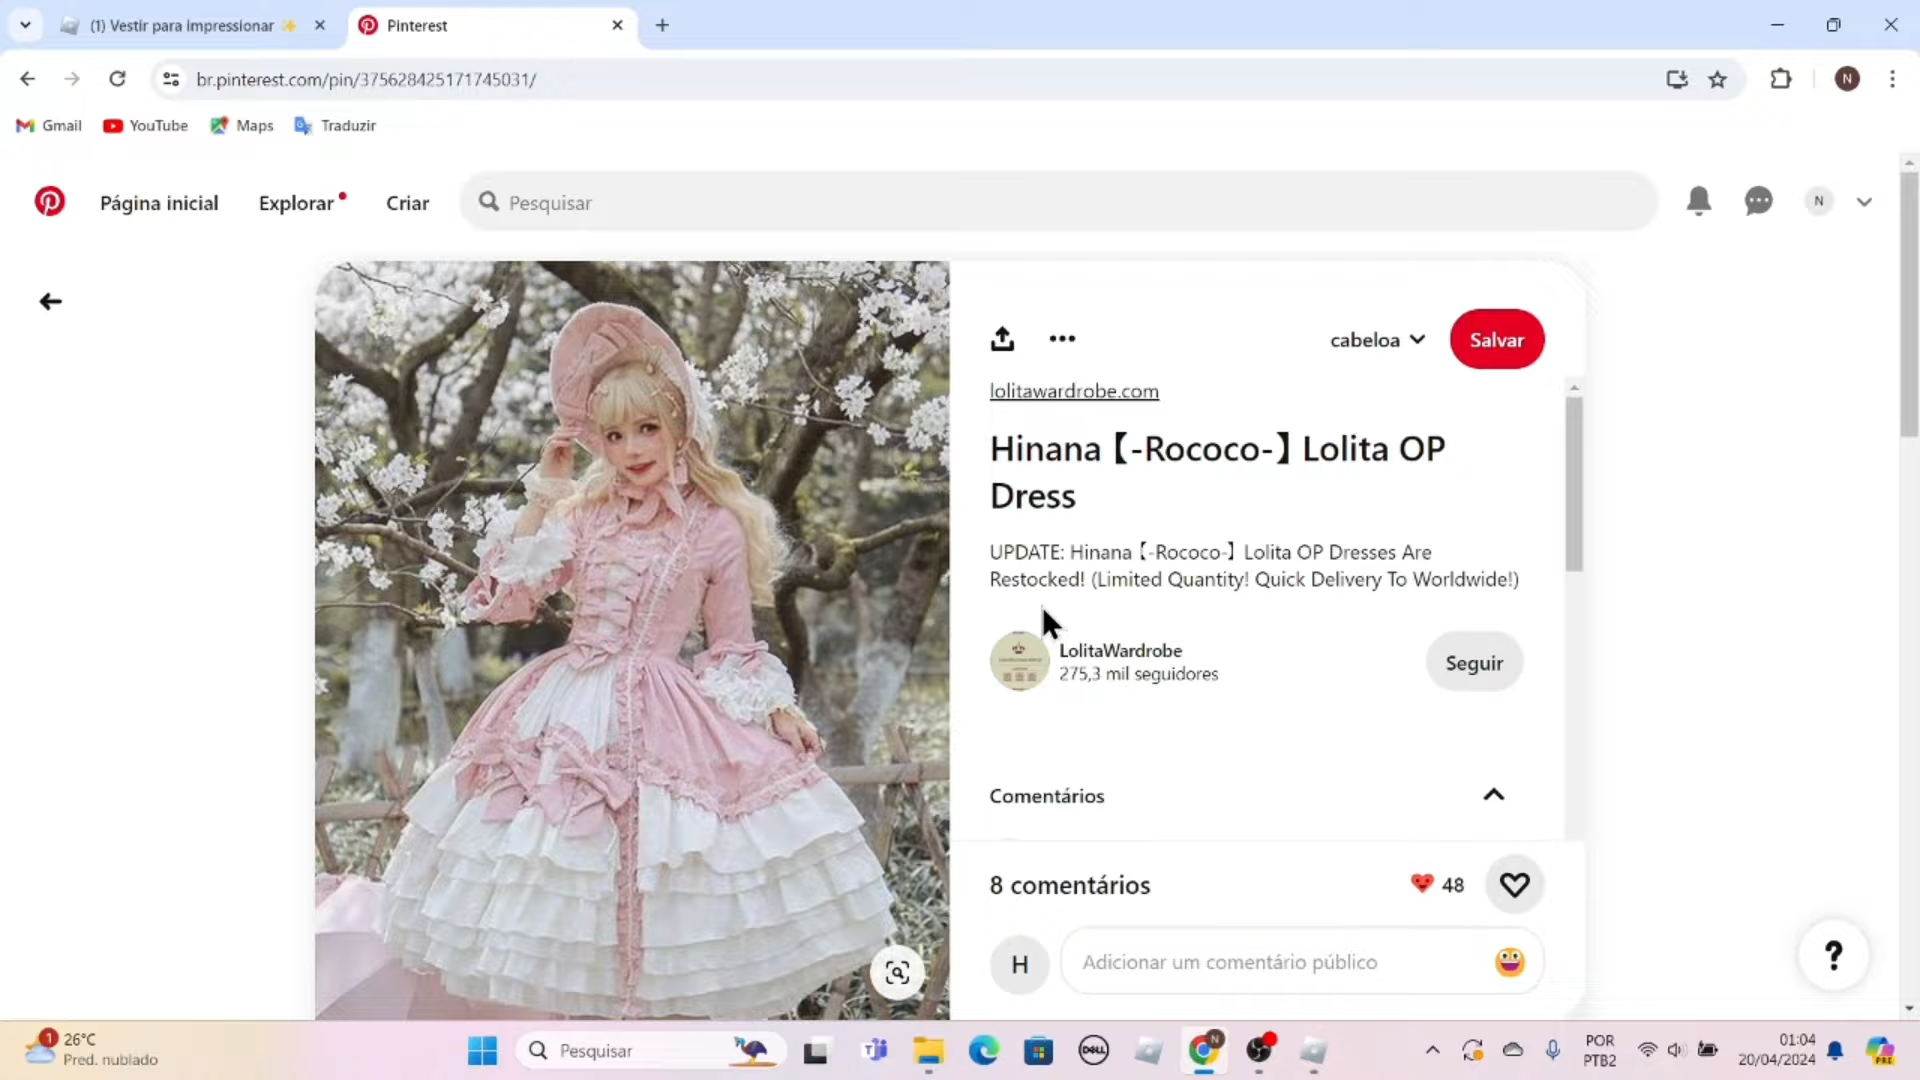 (1) Vestir para impressionar ✨
Pinterest
br.pinterest.com/pin/375628425171745031/
N
Gmail
YouTube
Maps
Traduzir
Página inicial
Explorar
Criar
Pesquisar
N
cabeloa
Salvar
lolitawardrobe.com
Hinana【-Rococo-】Lolita OP
Dress
UPDATE: Hinana【-Rococo-】Lolita OP Dresses Are
Restocked! (Limited Quantity! Quick Delivery To Worldwide!)
LolitaWardrobe
275,3 mil seguidores
Seguir
Comentários
8 comentários
48
H
Adicionar um comentário público
?
1
26°C
Pred. nublado
Pesquisar
DELL
N
POR
PTB2
01:04
20/04/2024
PRE